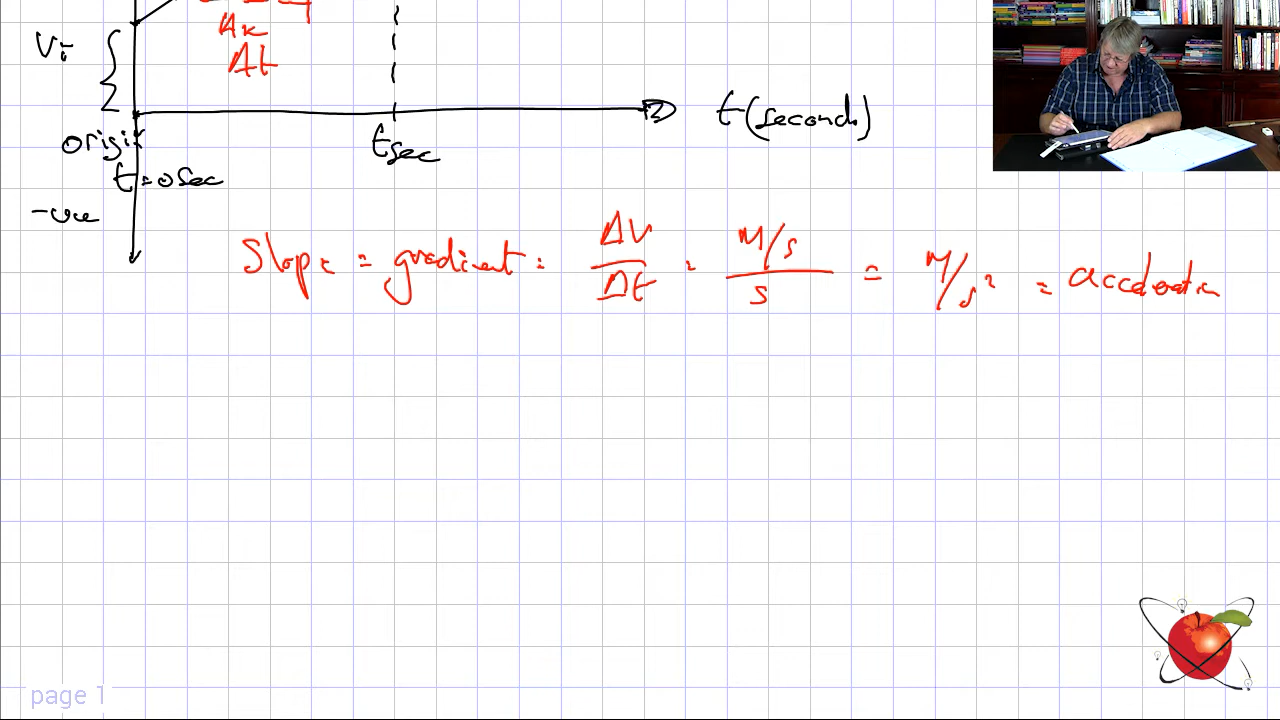 Vi
Δx
Δt
t(seconds)
origin
t sec
t = 0 sec
-ve
Slope = gradient = ΔV/Δt = M/s / s = M/s² = acceleration
page 1